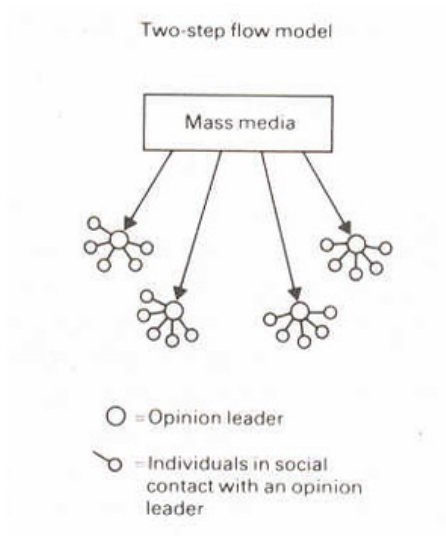 Two-step flow model
Mass media
= Opinion leader
= Individuals in social
contact with an opinion
leader